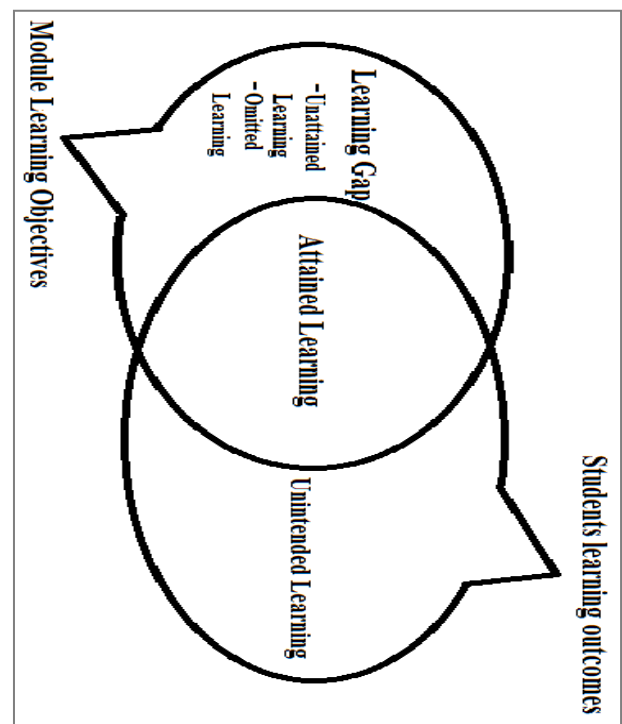 Students learning outcomes
Learning Gap
-Unattained
Learning
-Omitted
Learning
Attained Learning
Unintended Learning
Module Learning Objectives